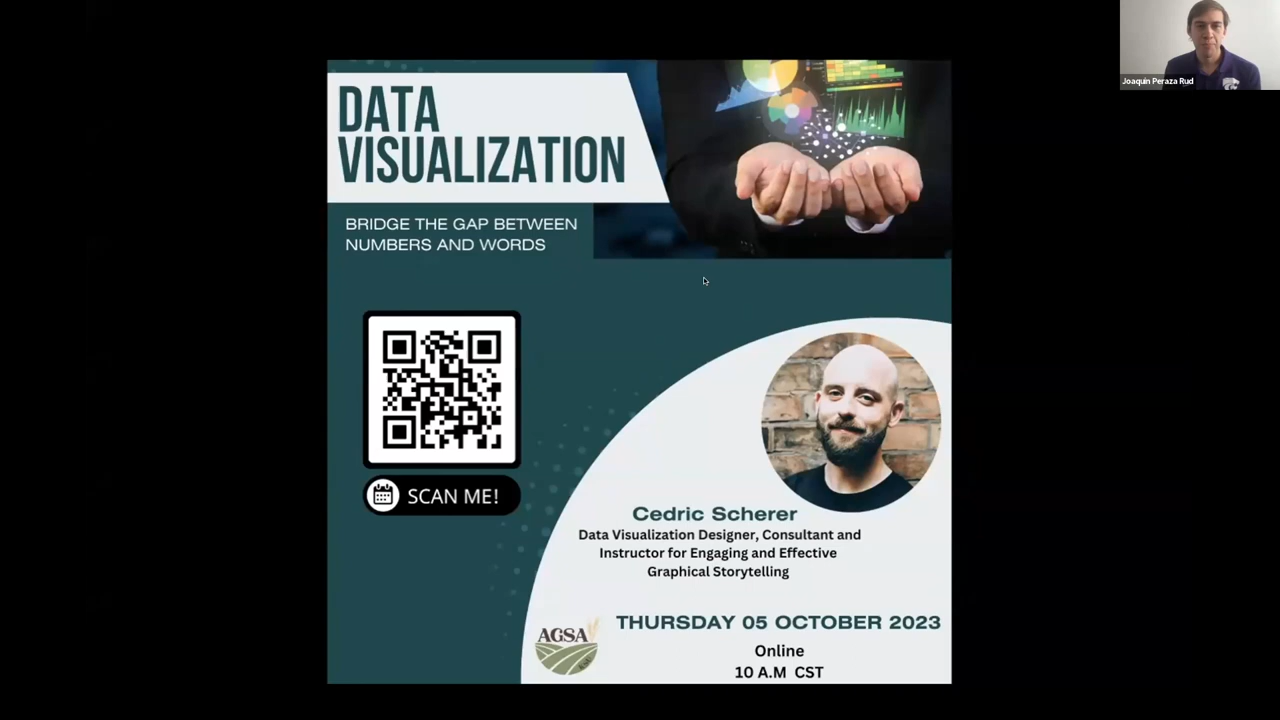 Joaquin Peraza Rud
DATA
VISUALIZATION
BRIDGE THE GAP BETWEEN
NUMBERS AND WORDS
SCAN ME!
Cedric Scherer
Data Visualization Designer, Consultant and
Instructor for Engaging and Effective
Graphical Storytelling
THURSDAY 05 OCTOBER 2023
AGSA
Online
10 A.M CST